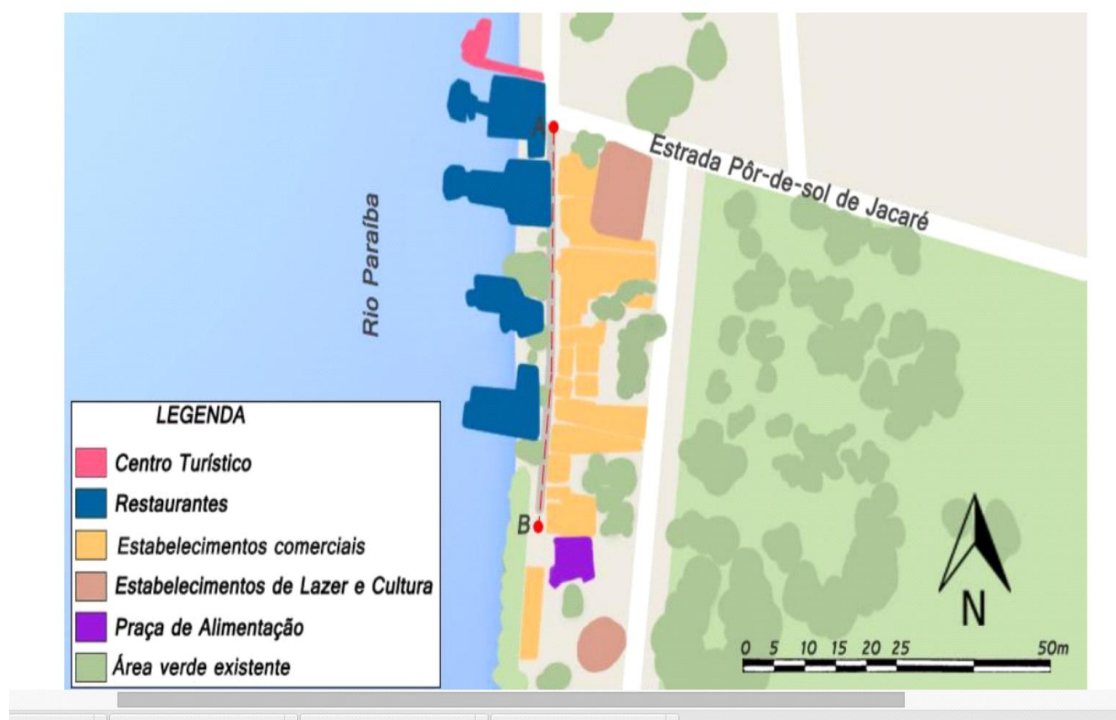 A
Estrada Pôr-de-sol de Jacaré
Rio Paraíba
B
LEGENDA
Centro Turístico
Restaurantes
Estabelecimentos comerciais
Estabelecimentos de Lazer e Cultura
Praça de Alimentação
Área verde existente
N
0 5 10 15 20 25 50m